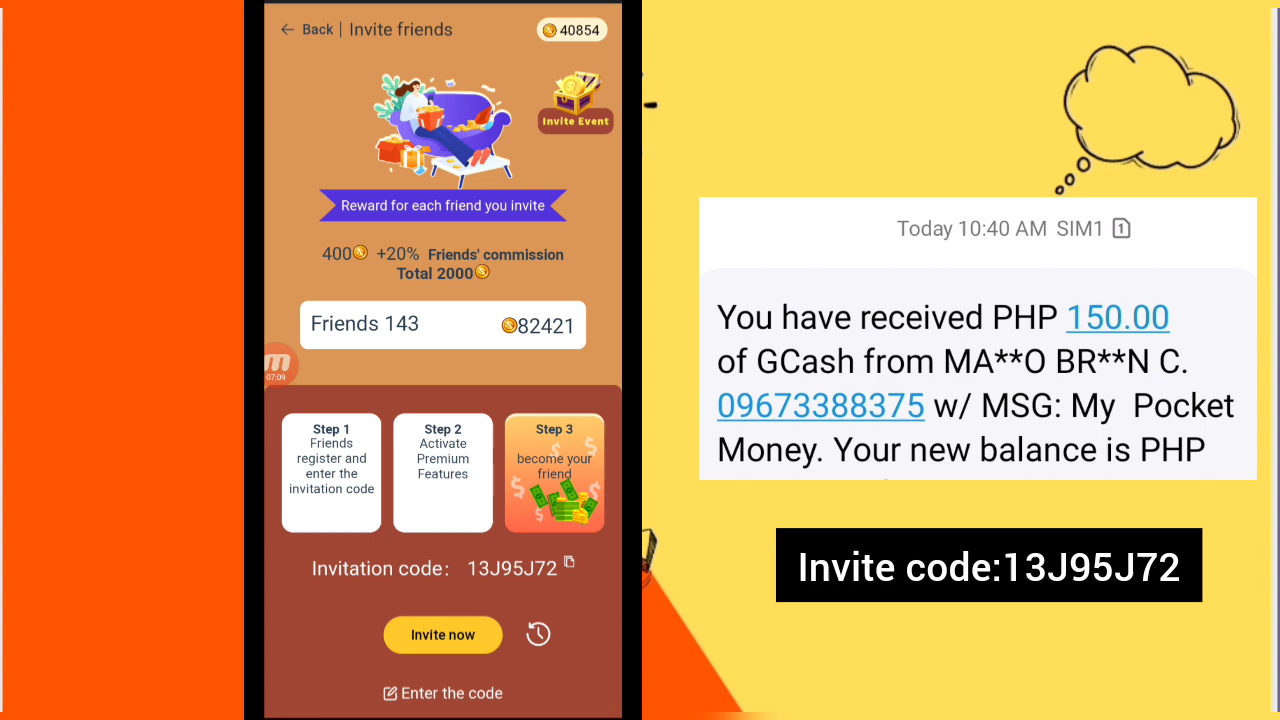 Back | Invite friends
40854
Invite Event
Reward for each friend you invite
400 +20% Friends' commission
Total 2000
Friends 143
82421
07:09
Step 1
Friends
register and
enter the
invitation code
Step 2
Activate
Premium
Features
Step 3
become your
friend
Invitation code: 13J95J72
Invite now
Enter the code
Today 10:40 AM SIM1 1
You have received PHP 150.00
of GCash from MA**O BR**N C.
09673388375 w/ MSG: My Pocket
Money. Your new balance is PHP
Invite code:13J95J72